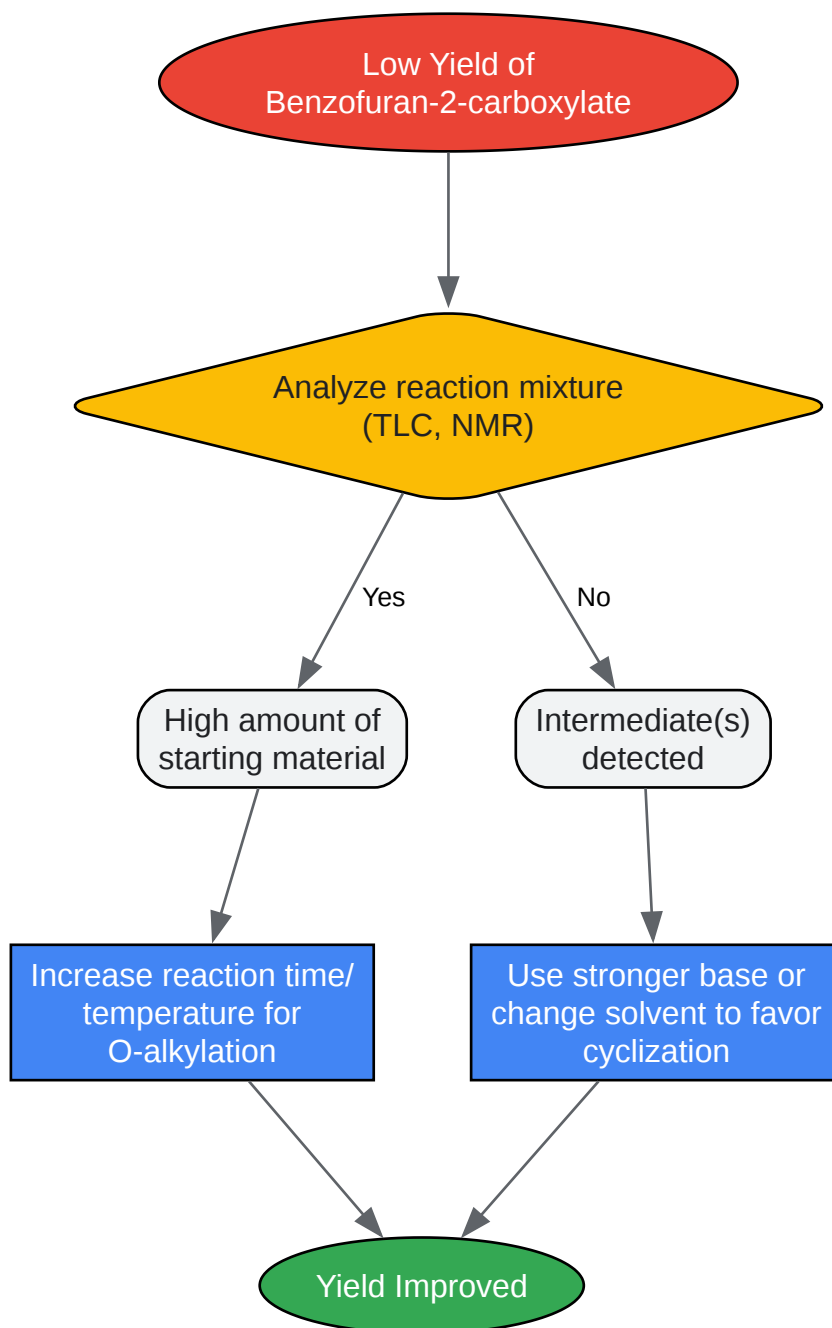 Low Yield of
Benzofuran-2-carboxylate
Analyze reaction mixture
(TLC, NMR)
Yes
No
High amount of
starting material
Intermediate(s)
detected
Increase reaction time/
temperature for
O-alkylation
Use stronger base or
change solvent to favor
cyclization
Yield Improved